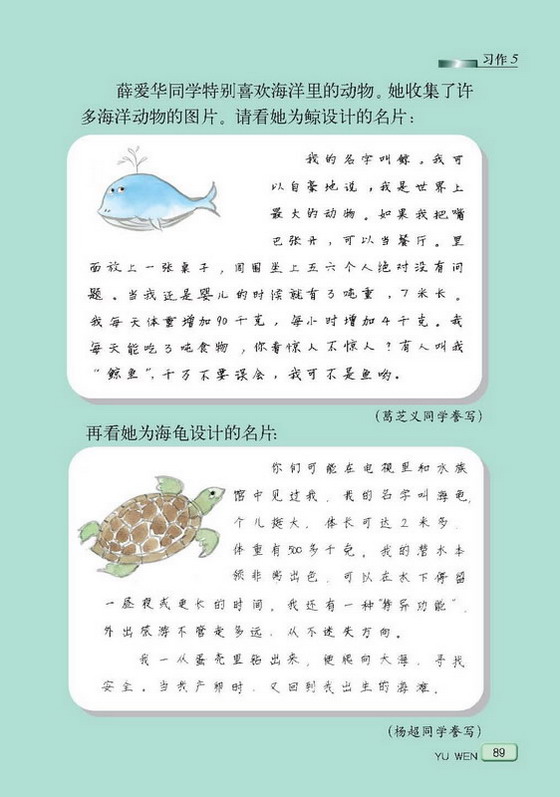 习作5
薛爱华同学特别喜欢海洋里的动物。她收集了许
多海洋动物的图片。请看她为鲸设计的名片：
我的名字叫鲸。我可
以自豪地说，我是世界上
最大的动物。如果我把嘴
巴张开，可以当餐厅。里
面放上一张桌子，周围坐上五六个人绝对没有问
题。当我还是婴儿的时候就有3吨重，7米长。
我每天体重增加90千克，每小时增加4千克。我
每天能吃3吨食物，你看惊人不惊人？有人叫我
“鲸鱼”，千万不要误会，我可不是鱼哟。
（葛芝义同学誊写）
再看她为海龟设计的名片：
你们可能在电视里和水族
馆中见过我，我的名字叫海龟，
个儿挺大，体长可达2米多，
体重有500多千克。我的潜水本
领非常出色，可以在水下停留
一昼夜或更长的时间。我还有一种“特异功能”，
外出旅游不管走多远，从不迷失方向。
我一从蛋壳里钻出来，便爬向大海，寻找
安全。当我产卵时，又回到我出生的海滩。
（杨超同学誊写）
YU WEN 89